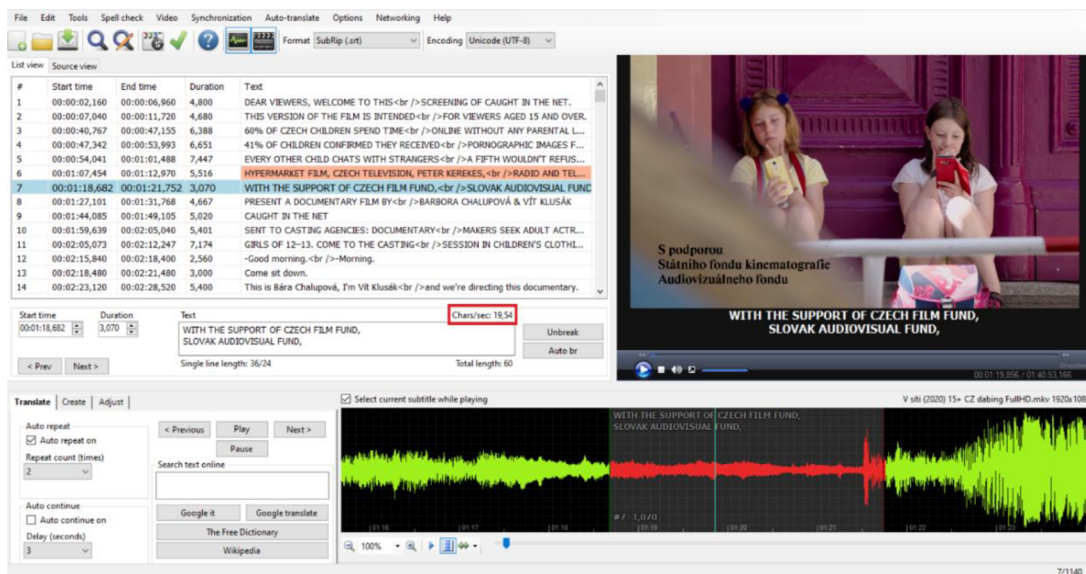 File Edit Tools Spell check Video Synchronization Auto-translate Options Networking Help
Format SubRip (.srt) Encoding Unicode (UTF-8)
List view Source view
# Start time End time Duration Text
1 00:00:02,160 00:00:06,960 4,800 DEAR VIEWERS, WELCOME TO THIS<br />SCREENING OF CAUGHT IN THE NET.
2 00:00:07,040 00:00:11,720 4,680 THIS VERSION OF THE FILM IS INTENDED<br />FOR VIEWERS AGED 15 AND OVER.
3 00:00:40,767 00:00:47,155 6,388 60% OF CZECH CHILDREN SPEND TIME<br />ONLINE WITHOUT ANY PARENTAL L...
4 00:00:47,342 00:00:53,993 6,651 41% OF CHILDREN CONFIRMED THEY RECEIVED<br />PORNOGRAPHIC IMAGES F...
5 00:00:54,041 00:01:01,488 7,447 EVERY OTHER CHILD CHATS WITH STRANGERS<br />A FIFTH WOULDN'T REFUS...
6 00:01:07,454 00:01:12,970 5,516 HYPERMARKET FILM, CZECH TELEVISION, PETER KEREKES,<br />RADIO AND TEL...
7 00:01:18,682 00:01:21,752 3,070 WITH THE SUPPORT OF CZECH FILM FUND,<br />SLOVAK AUDIOVISUAL FUND
8 00:01:27,101 00:01:31,768 4,667 PRESENT A DOCUMENTARY FILM BY<br />BARBORA CHALUPOVÁ & VÍT KLUSÁK
9 00:01:44,085 00:01:49,105 5,020 CAUGHT IN THE NET
10 00:01:59,639 00:02:05,040 5,401 SENT TO CASTING AGENCIES: DOCUMENTARY<br />MAKERS SEEK ADULT ACTR...
11 00:02:05,073 00:02:12,247 7,174 GIRLS OF 12–13. COME TO THE CASTING<br />SESSION IN CHILDREN'S CLOTHI...
12 00:02:15,840 00:02:18,400 2,560 -Good morning.<br />-Morning.
13 00:02:18,480 00:02:21,480 3,000 Come sit down.
14 00:02:23,120 00:02:28,520 5,400 This is Bára Chalupová, I'm Vít Klusák<br />and we're directing this documentary.
Start time Duration Text Chars/sec: 19,54
00:01:18,682 3,070 WITH THE SUPPORT OF CZECH FILM FUND,
SLOVAK AUDIOVISUAL FUND,
Unbreak
Auto br
< Prev Next > Single line length: 36/24 Total length: 60
S podporou
Státního fondu kinematografie
Audiovizuálneho fondu
WITH THE SUPPORT OF CZECH FILM FUND,
SLOVAK AUDIOVISUAL FUND,
00:01:19,856 / 01:40:53,166
Translate Create Adjust
Auto repeat
Auto repeat on
Repeat count (times)
2
Auto continue
Auto continue on
Delay (seconds)
3
< Previous Play Next >
Pause
Search text online
Google it Google translate
The Free Dictionary
Wikipedia
Select current subtitle while playing V siti (2020) 15+ CZ dabing FullHD.mkv 1920x108
WITH THE SUPPORT OF CZECH FILM FUND,
SLOVAK AUDIOVISUAL FUND,
#7 3,070
01:16 01:17 01:18 01:19 01:20 01:21 01:22 01:23
100%
7/1140